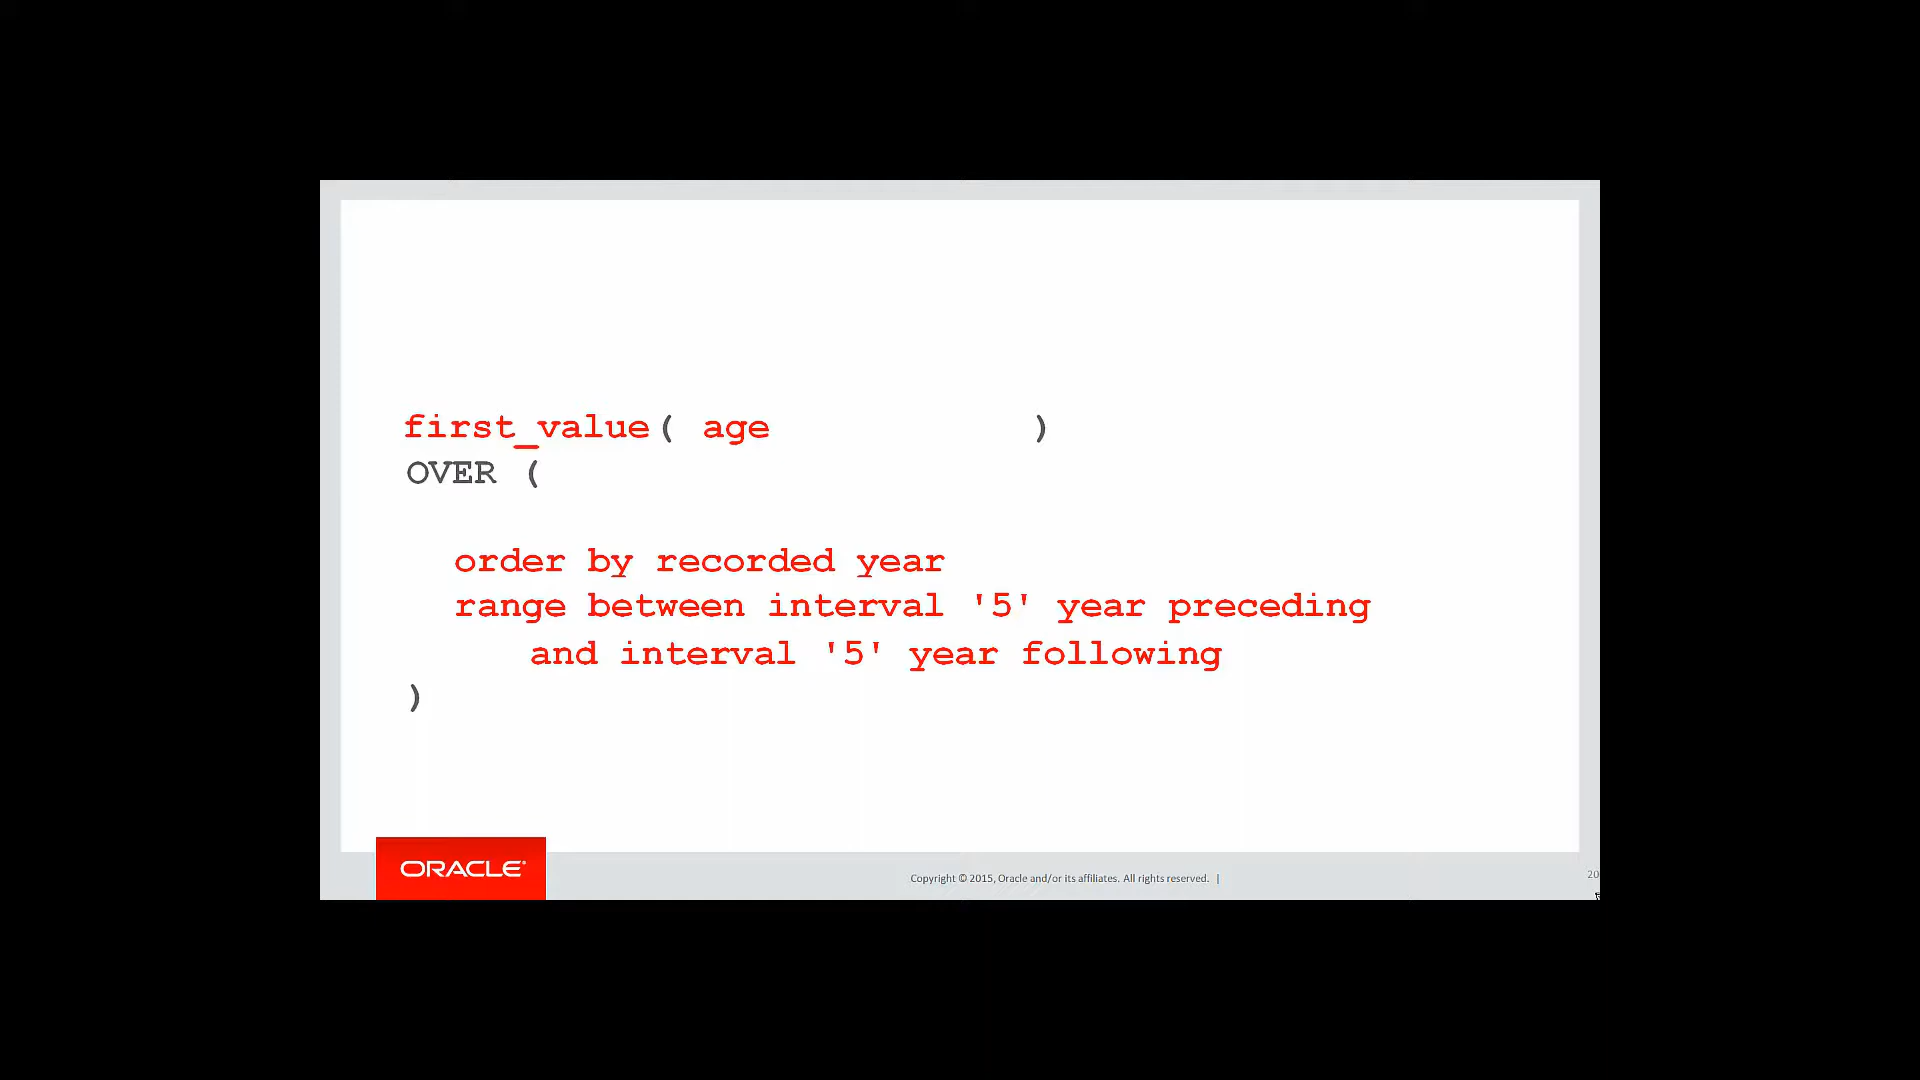 first_value( age )
OVER (
order by recorded year
range between interval '5' year preceding
and interval '5' year following
)
ORACLE®
Copyright © 2015, Oracle and/or its affiliates. All rights reserved. |
20